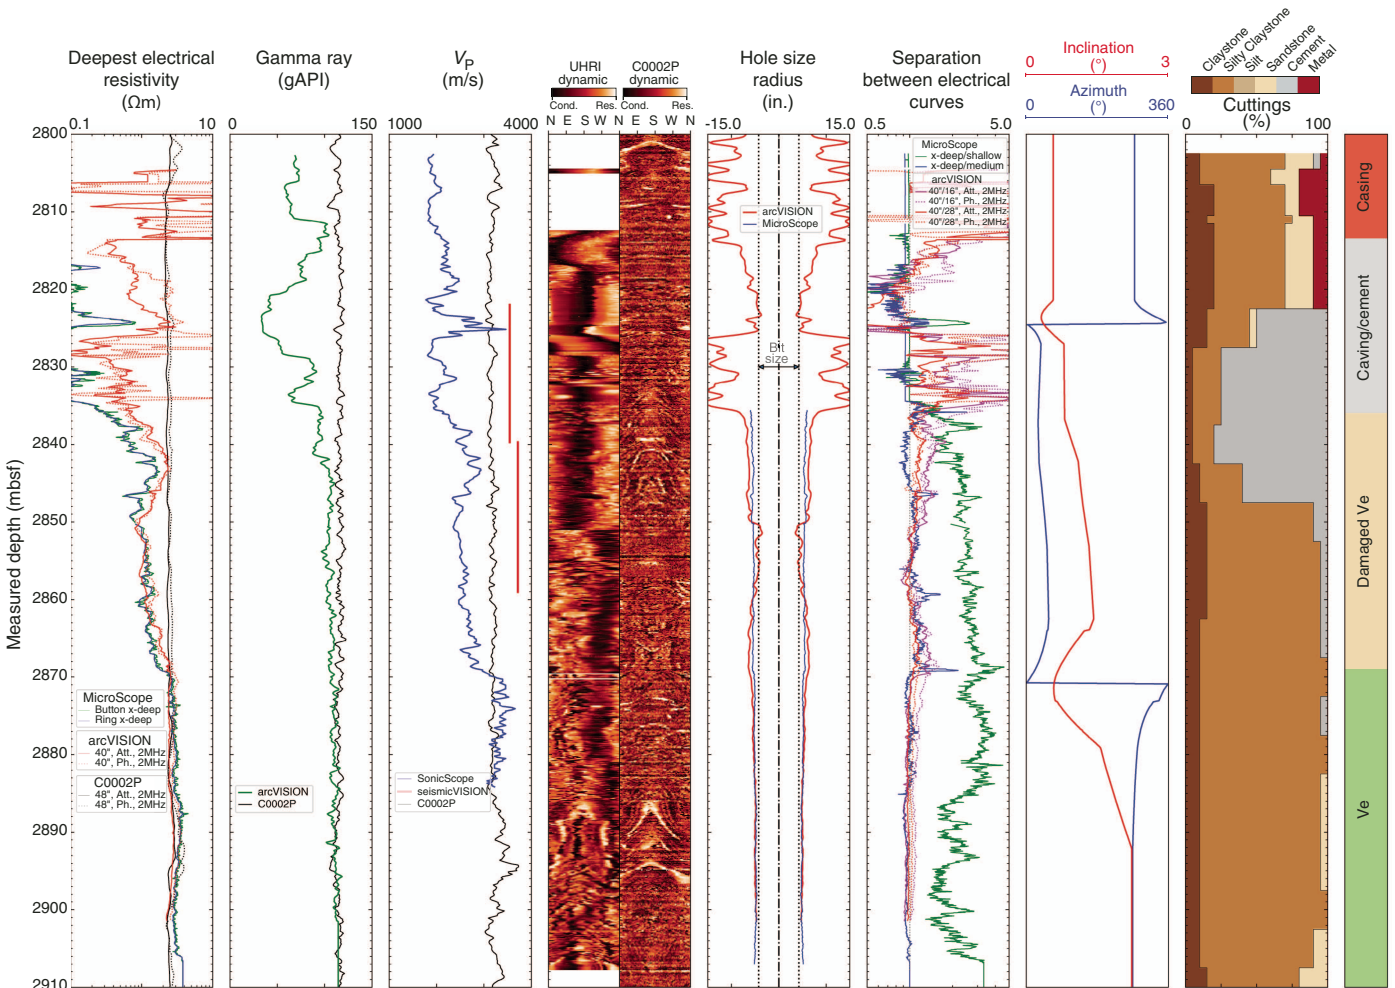 Deepest electrical
resistivity
(Ωm)
0.1 10
Gamma ray
(gAPI)
0 150
VP
(m/s)
1000 4000
UHRI
dynamic
Cond. Res.
N E S W N
C0002P
dynamic
Cond. Res.
E S W N
Hole size
radius
(in.)
-15.0 15.0
Separation
between electrical
curves
0.5 5.0
0 Inclination 3
(°)
0 Azimuth 360
(°)
Claystone
Silty Claystone
Silt
Sandstone
Cement
Metal
Cuttings
(%)
0 100
Measured depth (mbsf)
2800
2810
2820
2830
2840
2850
2860
2870
2880
2890
2900
2910
MicroScope
Button x-deep
Ring x-deep
arcVISION
40", Att., 2MHz
40", Ph., 2MHz
C0002P
48", Att., 2MHz
48", Ph., 2MHz
arcVISION
C0002P
SonicScope
seismicVISION
C0002P
arcVISION
MicroScope
Bit
size
MicroScope
x-deep/shallow
x-deep/medium
arcVISION
40"/16", Att., 2MHz
40"/16", Ph., 2MHz
40"/28", Att., 2MHz
40"/28", Ph., 2MHz
Casing
Caving/cement
Damaged Ve
Ve